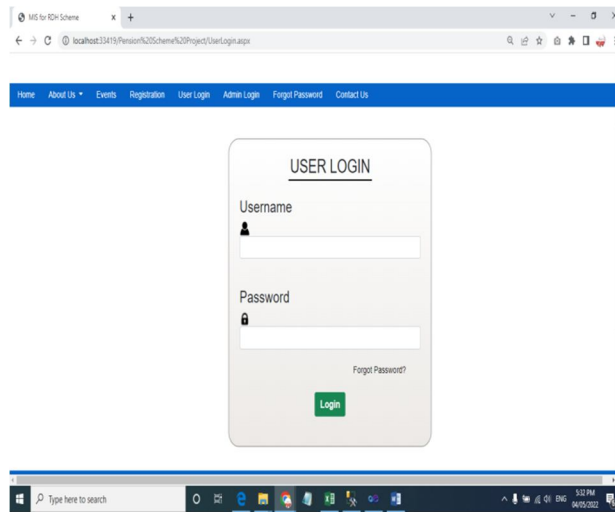 MIS for RDH Scheme
localhost:33419/Pension%20Scheme%20Project/UserLogin.aspx
Home About Us Events Registration User Login Admin Login Forgot Password Contact Us
USER LOGIN
Username
Password
Forgot Password?
Login
Type here to search
ENG
5:32 PM
04/05/2022